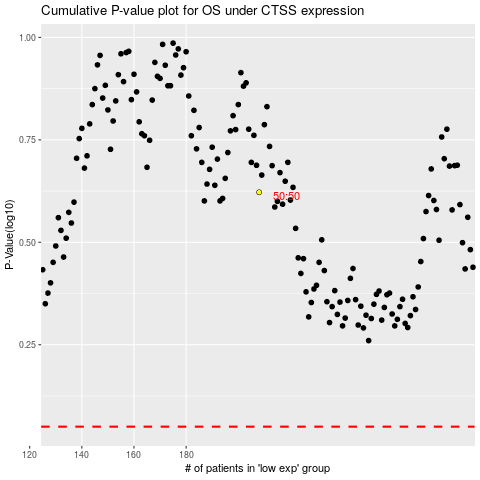 Cumulative P-value plot for OS under CTSS expression
1.00
0.75
0.50
0.25
P-Value(log10)
50:50
120 140 160 180
# of patients in 'low exp' group